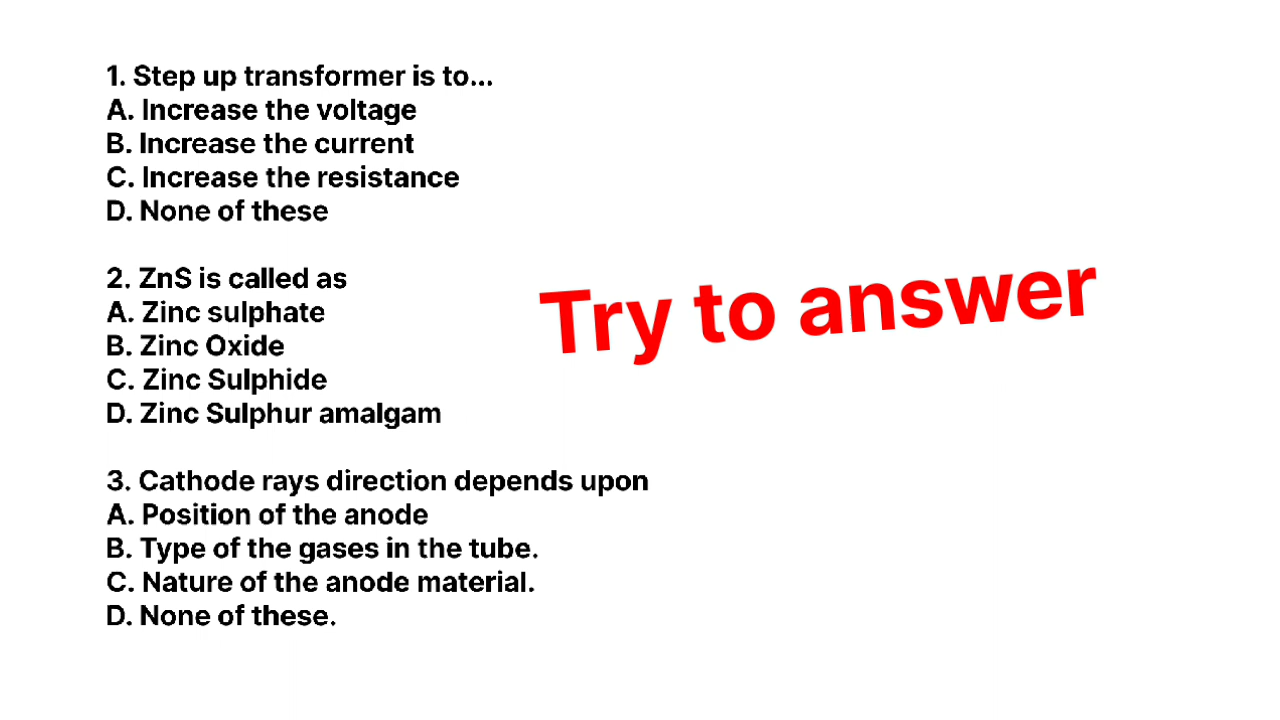 1. Step up transformer is to...
A. Increase the voltage
B. Increase the current
C. Increase the resistance
D. None of these
2. ZnS is called as
A. Zinc sulphate
B. Zinc Oxide
C. Zinc Sulphide
D. Zinc Sulphur amalgam
3. Cathode rays direction depends upon
A. Position of the anode
B. Type of the gases in the tube.
C. Nature of the anode material.
D. None of these.
Try to answer